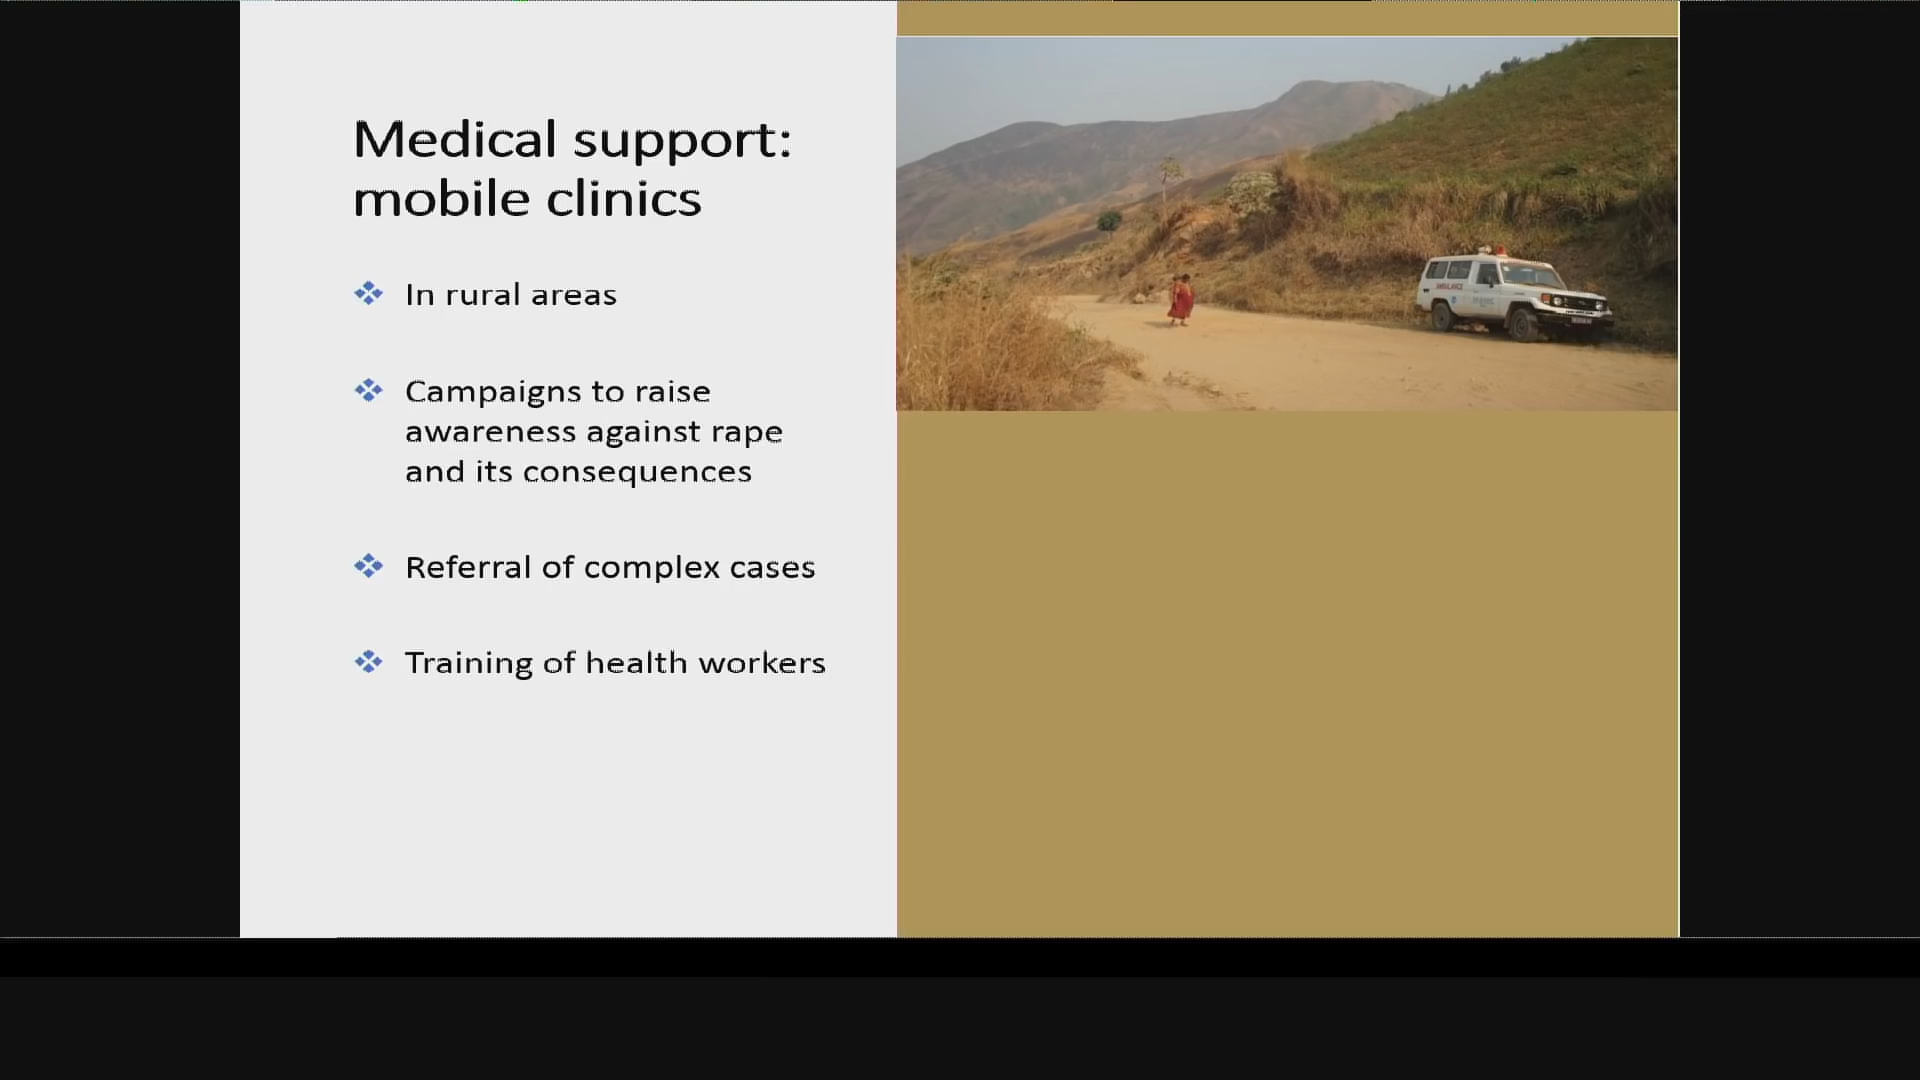 Medical support:
mobile clinics
In rural areas
Campaigns to raise
awareness against rape
and its consequences
Referral of complex cases
Training of health workers
AMBULANCE